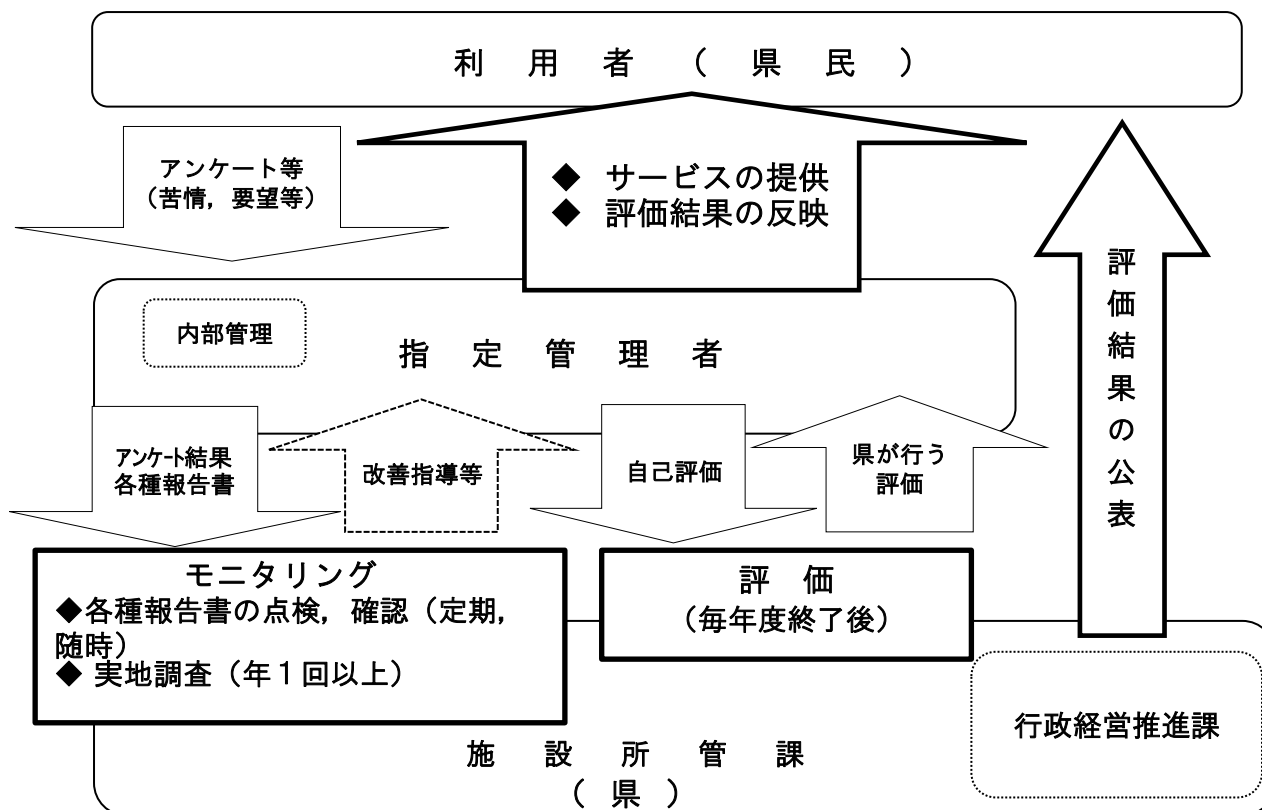 利用者（県民）
アンケート等
（苦情，要望等）
◆ サービスの提供
◆ 評価結果の反映
評価結果の公表
内部管理
指定管理者
アンケート結果
各種報告書
改善指導等
自己評価
県が行う
評価
モニタリング
◆各種報告書の点検，確認（定期，
随時）
◆ 実地調査（年１回以上）
評価
（毎年度終了後）
行政経営推進課
施設所管課
（県）